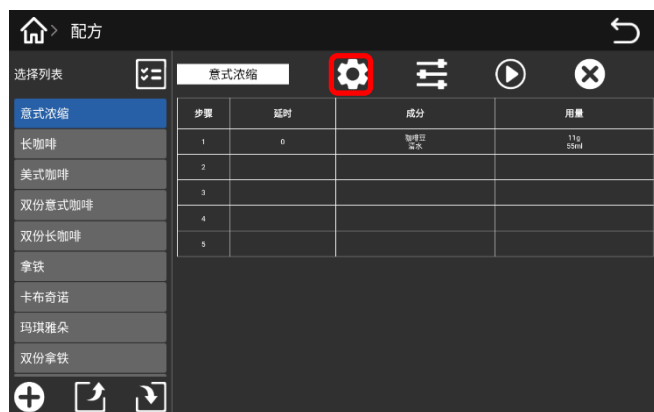 配方
选择列表
意式浓缩
意式浓缩
长咖啡
美式咖啡
双份意式咖啡
双份长咖啡
拿铁
卡布奇诺
玛琪雅朵
双份拿铁
步骤 延时 成分 用量
1 0 咖啡豆 11g
温水 55ml
2
3
4
5